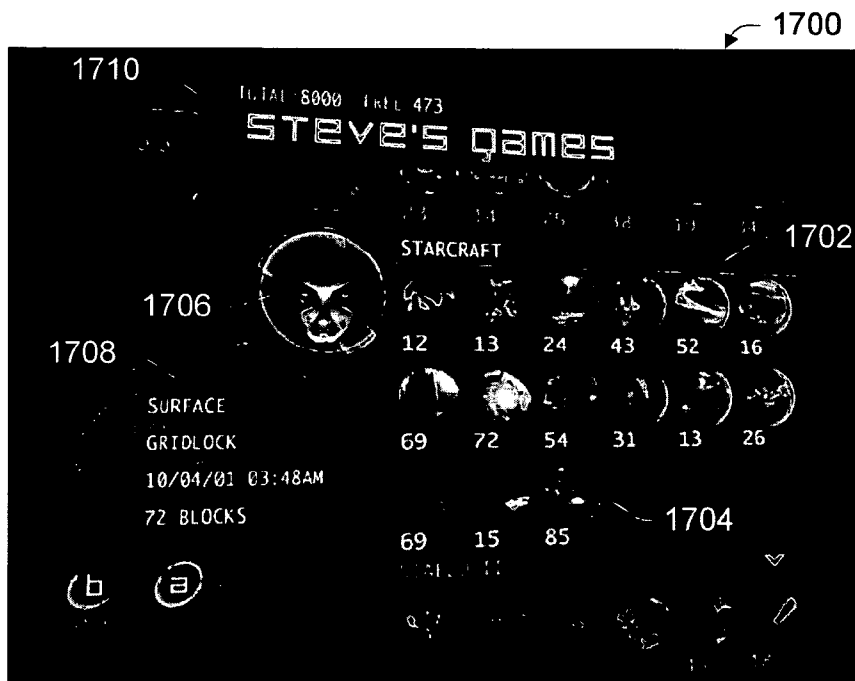 1700
1710
TOTAL 8000 FREE 473
STEVE'S games
1702
STARCRAFT
1706
12 13 24 43 52 16
1708
SURFACE
69 72 54 31 13 26
GRIDLOCK
10/04/01 03:48AM
72 BLOCKS
69 15 85
1704
b a